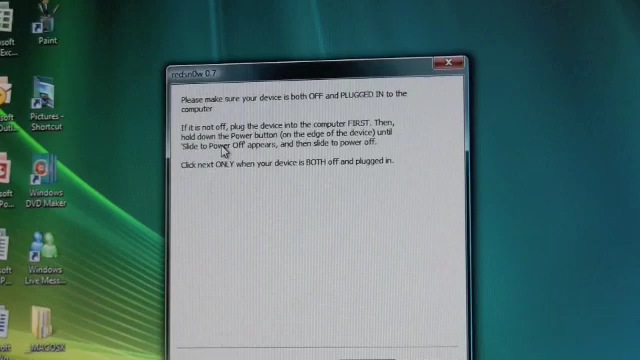 Paint
redsn0w 0.7
Please make sure your device is both OFF and PLUGGED IN to the
computer
If it is not off, plug the device into the computer FIRST. Then,
hold down the Power button (on the edge of the device) until
'Slide to Power Off' appears, and then slide to power off.
Click next ONLY when your device is BOTH off and plugged in.
Pictures -
Shortcut
Windows
DVD Maker
Windows
Live Mess...
_MACOSX